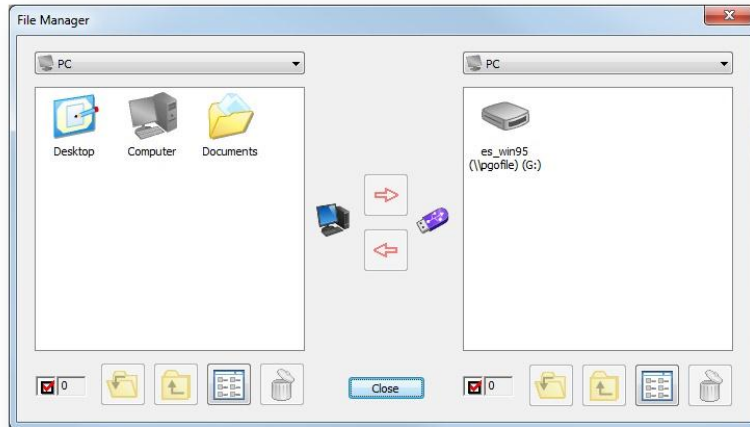 File Manager
PC
PC
Desktop
Computer
Documents
es_win95
(\\pgofile) (G:)
0
Close
0